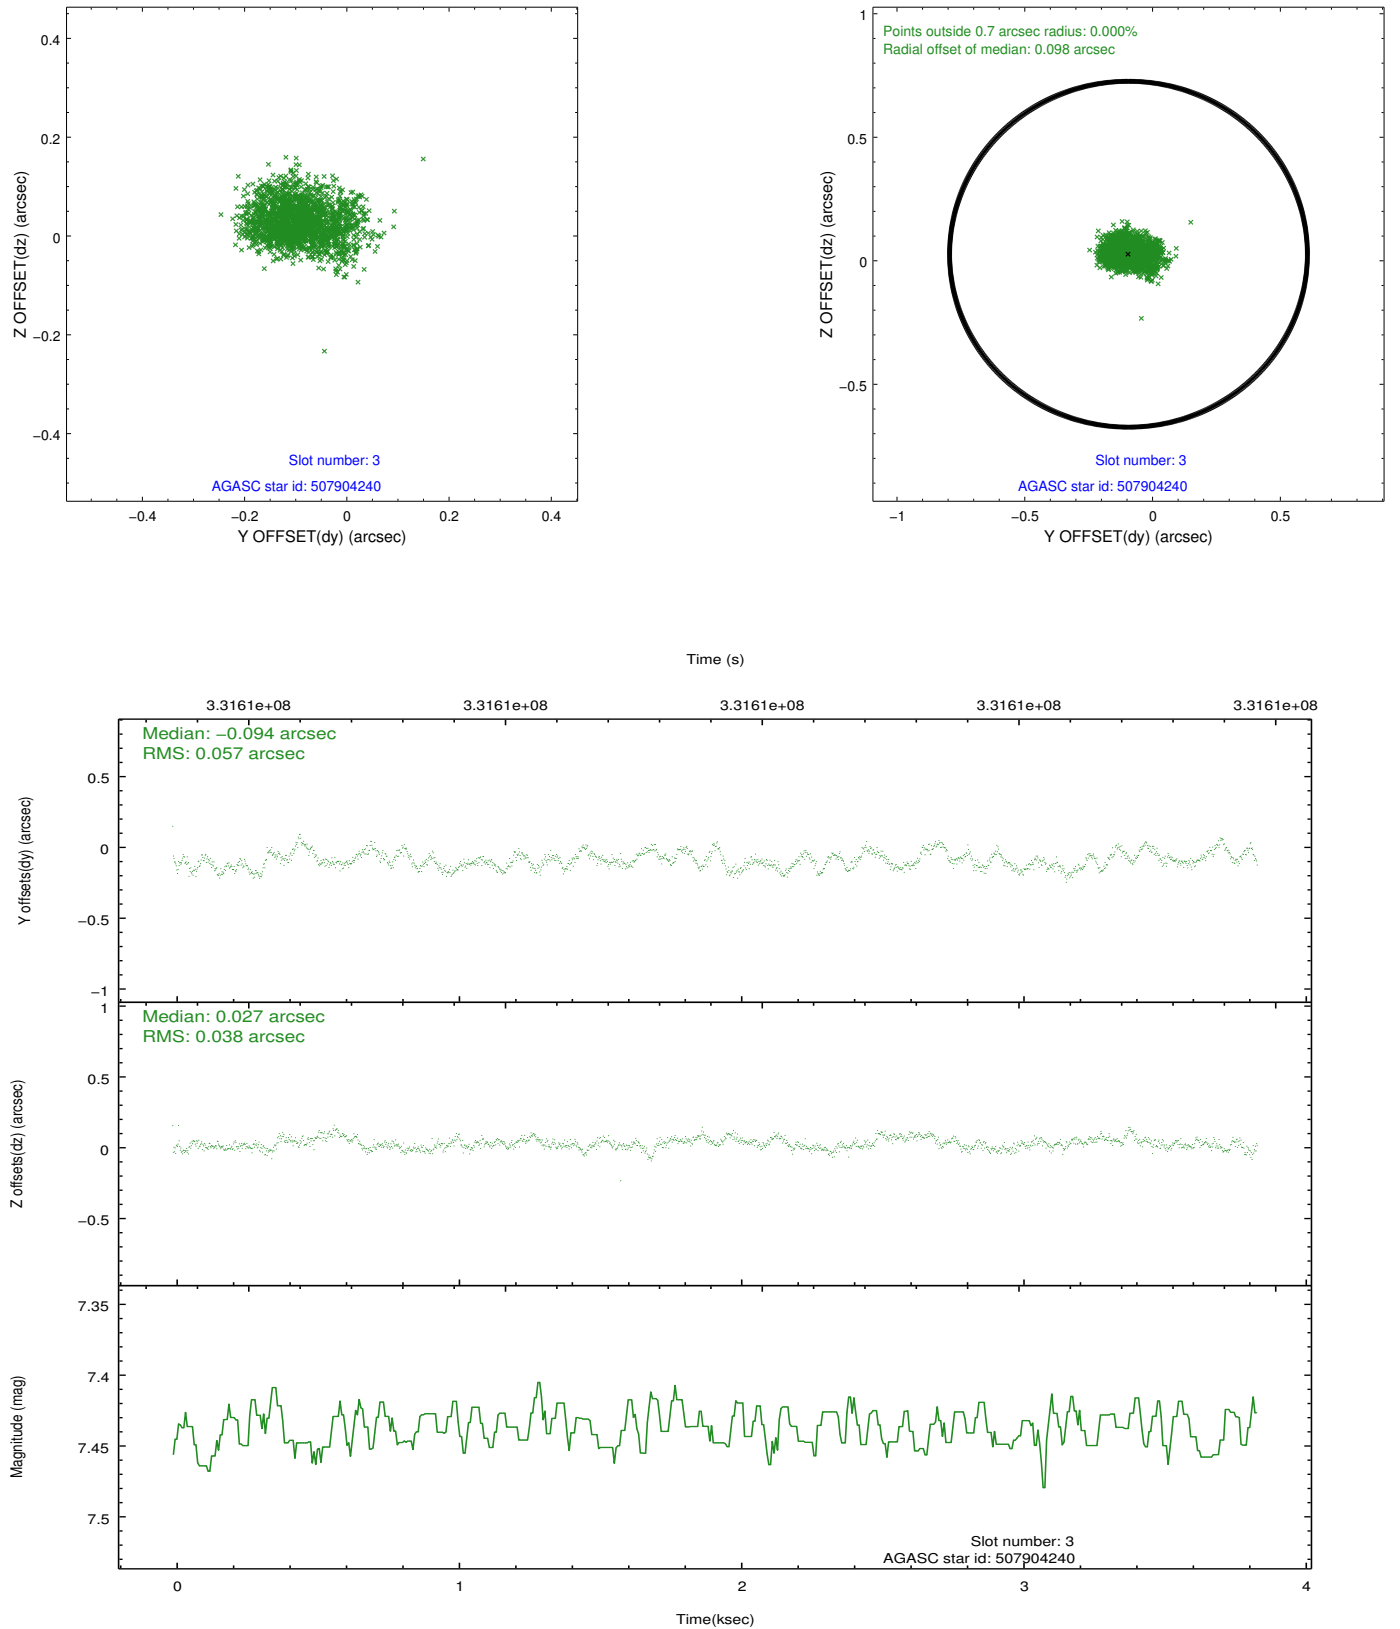 0.4
0.2
0
−0.2
−0.4
Z OFFSET(dz) (arcsec)
Slot number: 3
AGASC star id: 507904240
−0.4
−0.2
0
0.2
0.4
Y OFFSET(dy) (arcsec)
Points outside 0.7 arcsec radius: 0.000%
Radial offset of median: 0.098 arcsec
1
0.5
0
−0.5
Z OFFSET(dz) (arcsec)
Slot number: 3
AGASC star id: 507904240
−1
−0.5
0
0.5
Y OFFSET(dy) (arcsec)
Time (s)
3.3161e+08
3.3161e+08
3.3161e+08
3.3161e+08
3.3161e+08
Median: −0.094 arcsec
RMS: 0.057 arcsec
0.5
0
−0.5
−1
Y offsets(dy) (arcsec)
Median: 0.027 arcsec
RMS: 0.038 arcsec
1
0.5
0
−0.5
Z offsets(dz) (arcsec)
7.35
7.4
7.45
7.5
Magnitude (mag)
Slot number: 3
AGASC star id: 507904240
0
1
2
3
4
Time(ksec)